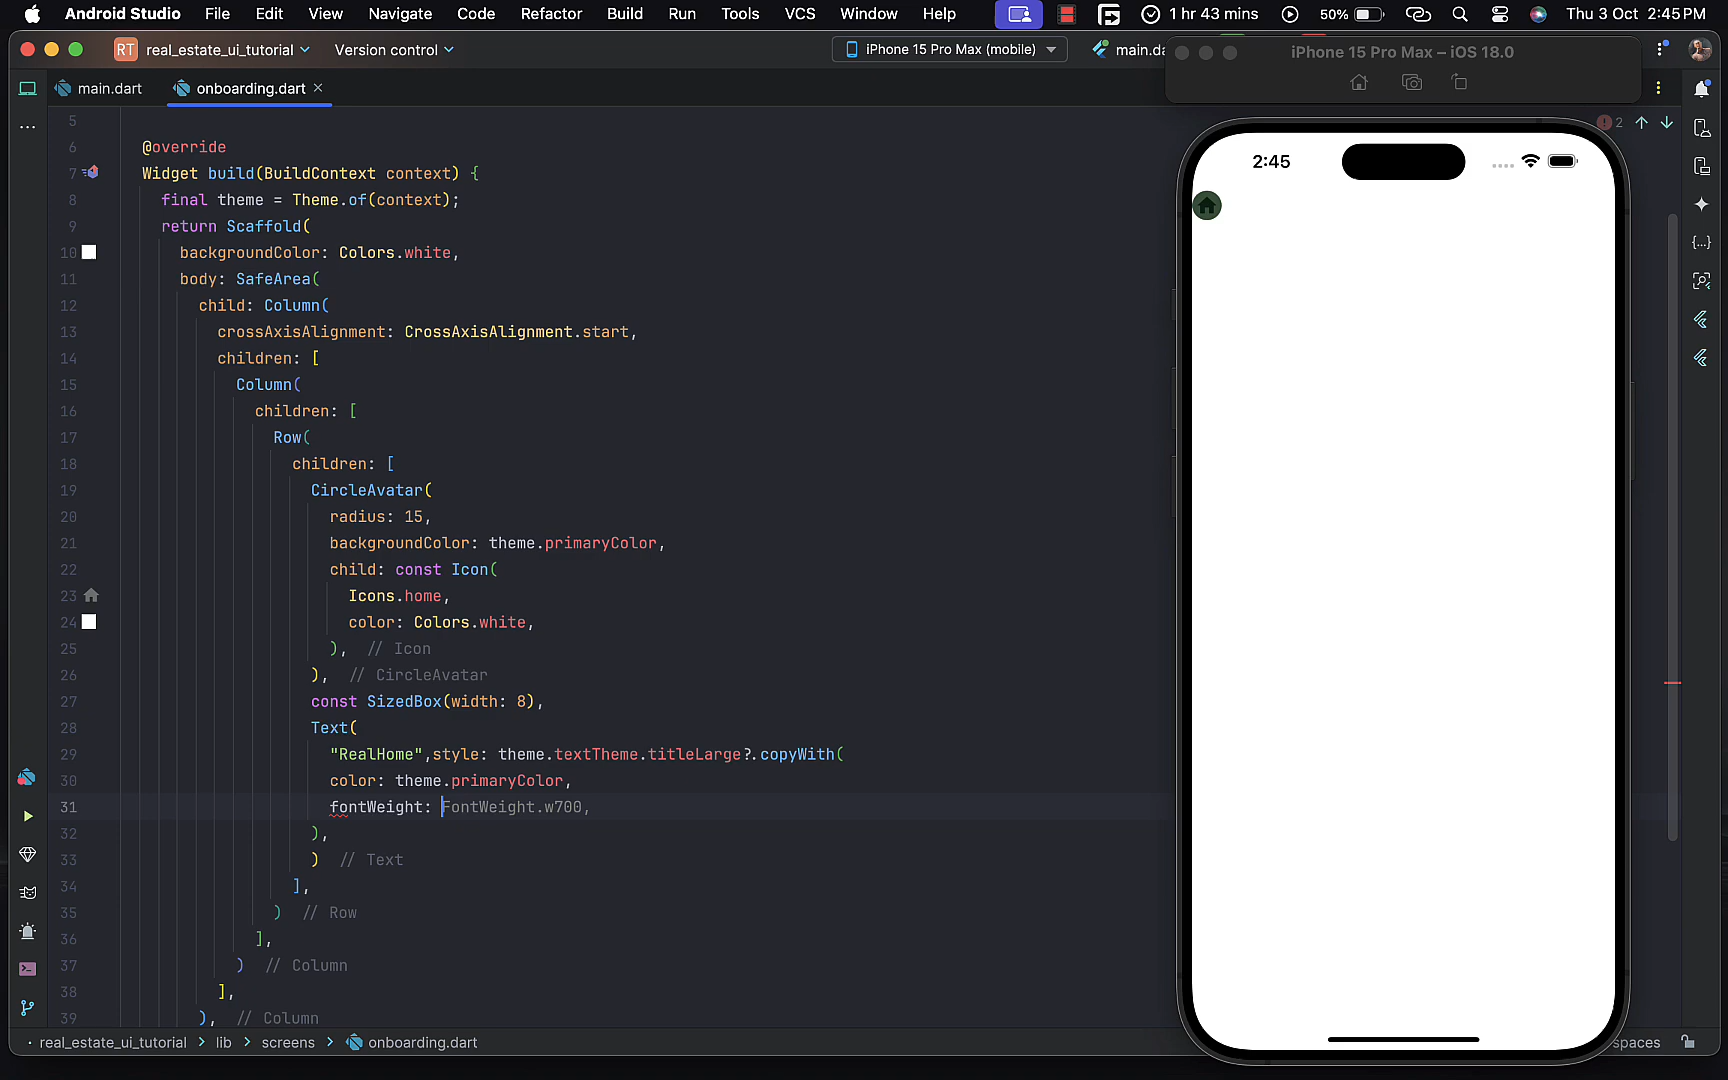 Android Studio File Edit View Navigate Code Refactor Build Run Tools VCS Window Help 1 hr 43 mins 50% Thu 3 Oct 2:45 PM
RT real_estate_ui_tutorial Version control iPhone 15 Pro Max (mobile) main.da
iPhone 15 Pro Max – iOS 18.0
main.dart onboarding.dart
2
2:45
5
6 @override
7 Widget build(BuildContext context) {
8 final theme = Theme.of(context);
9 return Scaffold(
10 backgroundColor: Colors.white,
11 body: SafeArea(
12 child: Column(
13 crossAxisAlignment: CrossAxisAlignment.start,
14 children: [
15 Column(
16 children: [
17 Row(
18 children: [
19 CircleAvatar(
20 radius: 15,
21 backgroundColor: theme.primaryColor,
22 child: const Icon(
23 Icons.home,
24 color: Colors.white,
25 ), // Icon
26 ), // CircleAvatar
27 const SizedBox(width: 8),
28 Text(
29 "RealHome",style: theme.textTheme.titleLarge?.copyWith(
30 color: theme.primaryColor,
31 fontWeight: FontWeight.w700,
32 ),
33 ) // Text
34 ],
35 ) // Row
36 ],
37 ) // Column
38 ],
39 ), // Column
real_estate_ui_tutorial > lib > screens > onboarding.dart spaces